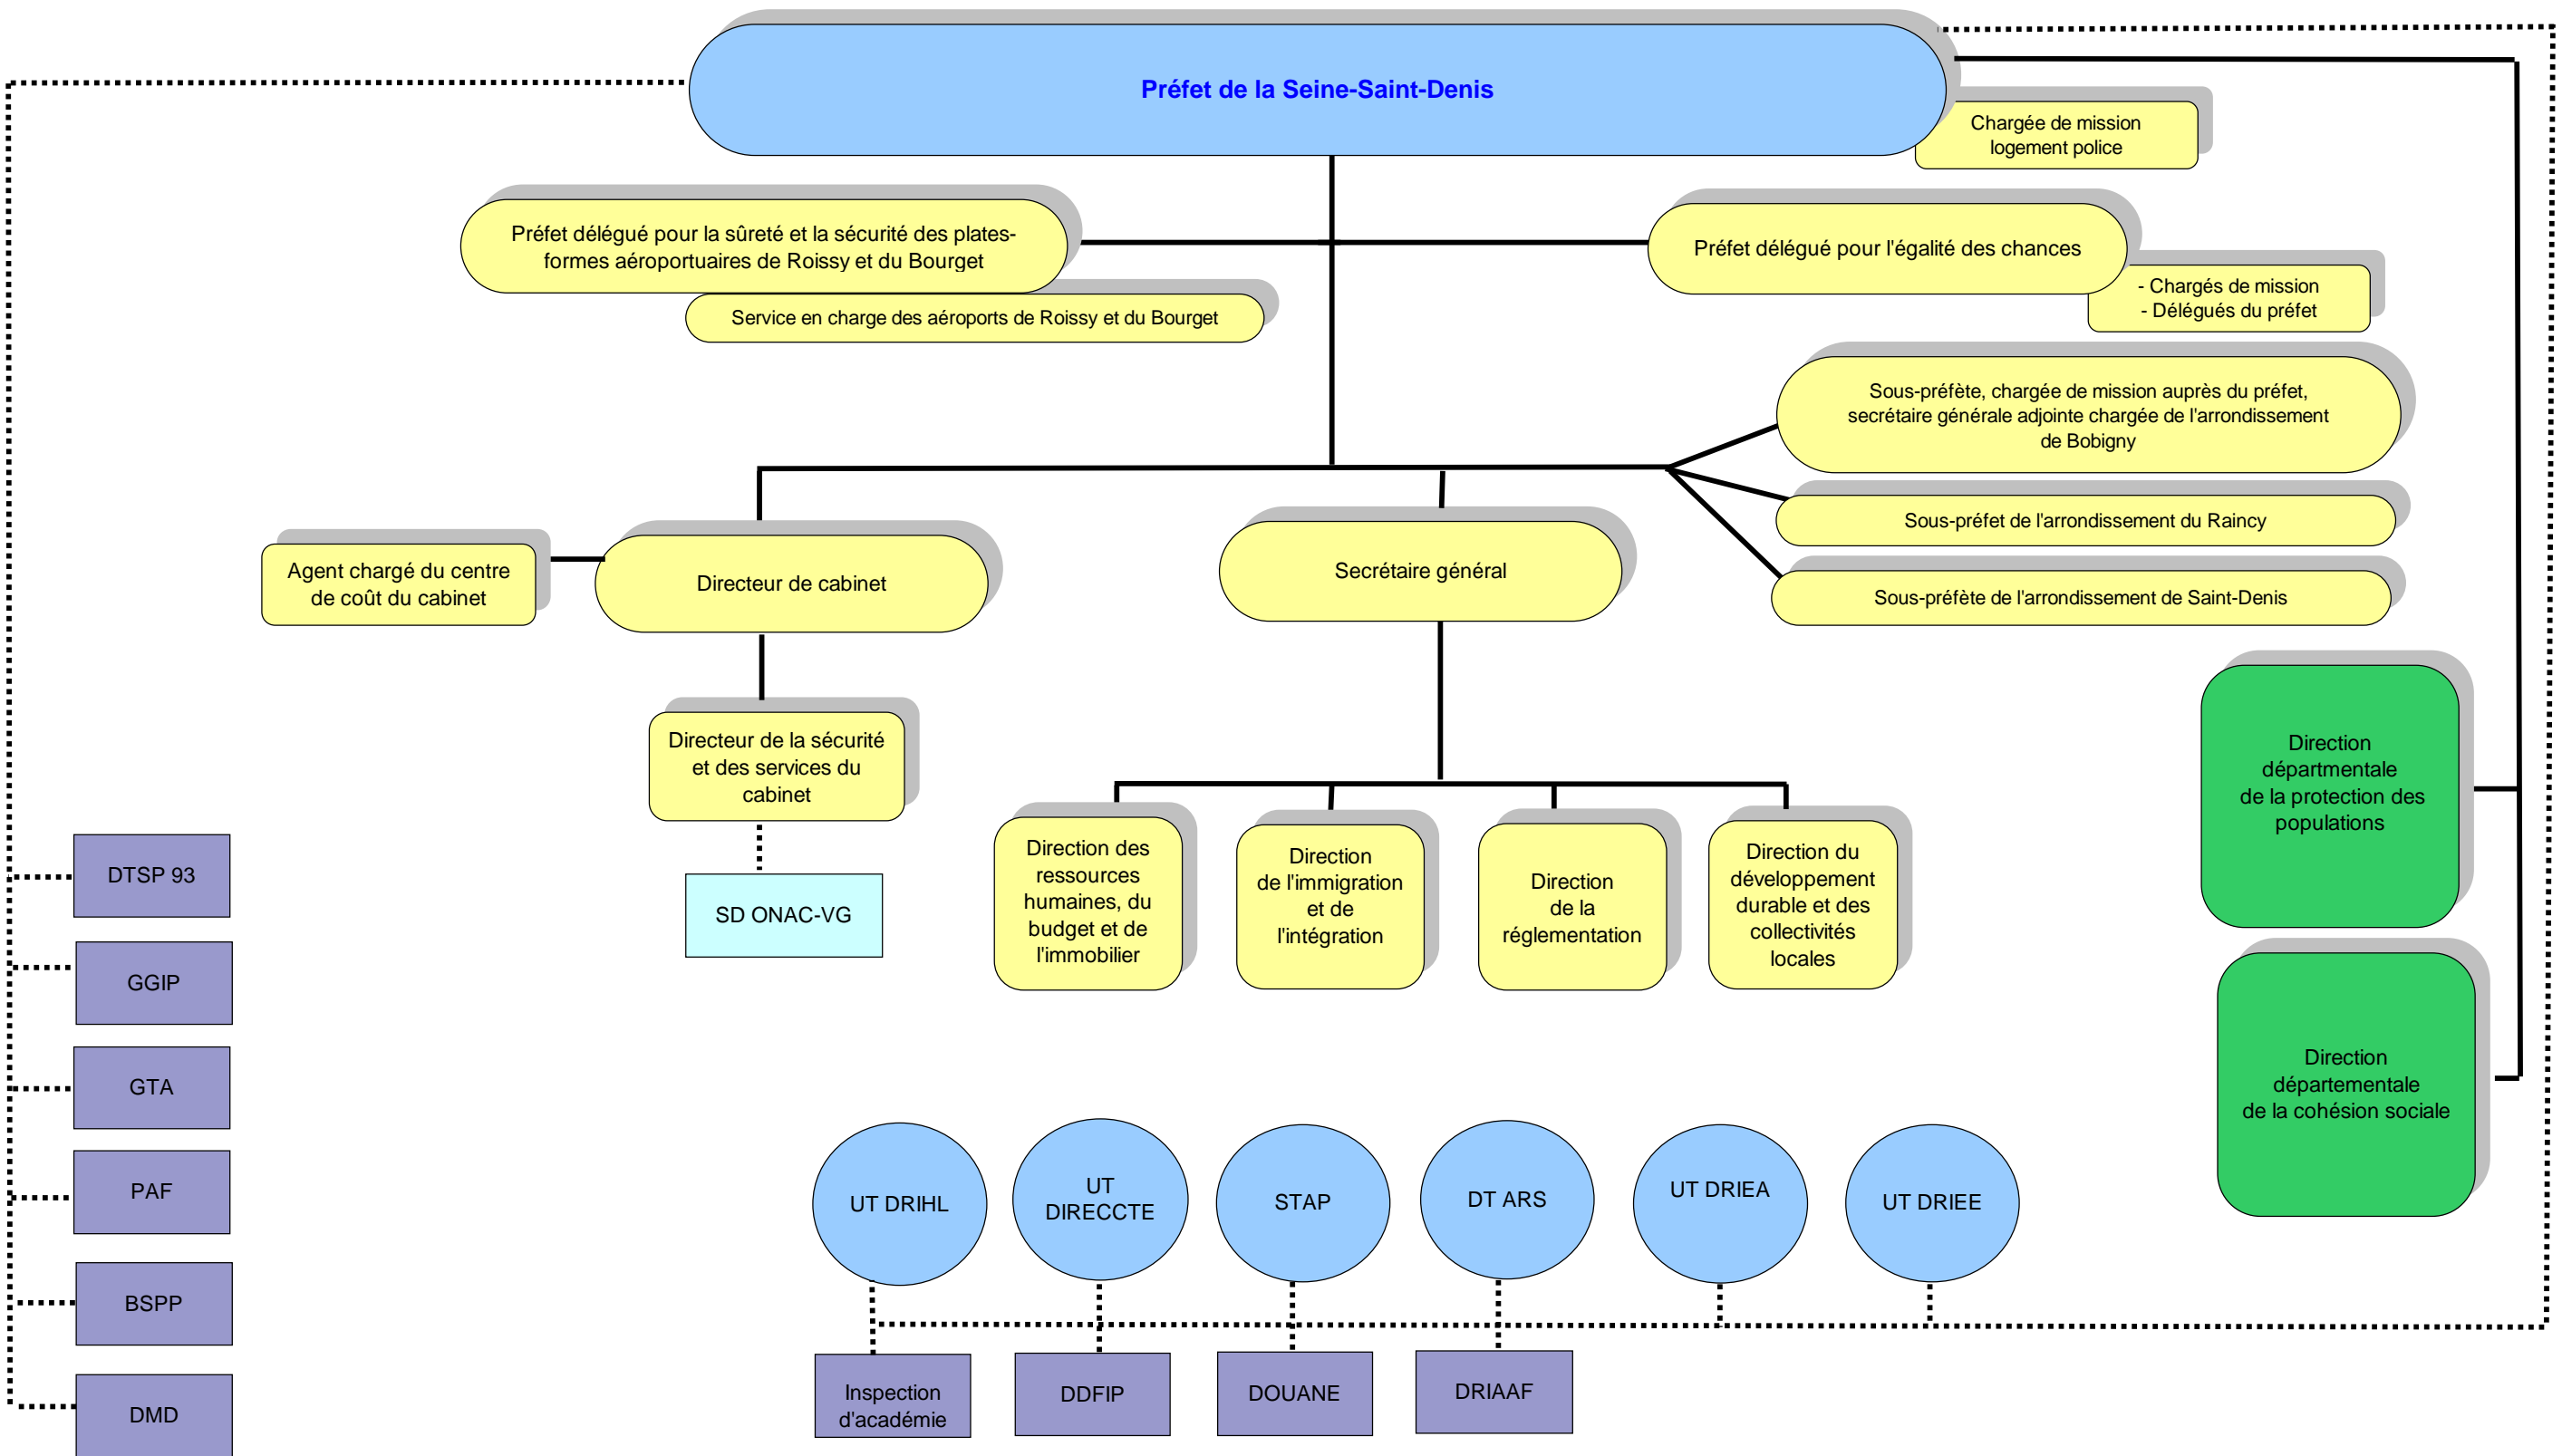 Préfet de la Seine-Saint-Denis
Chargée de mission
logement police
Préfet délégué pour la sûreté et la sécurité des plates-
formes aéroportuaires de Roissy et du Bourget
Préfet délégué pour l'égalité des chances
- Chargés de mission
- Délégués du préfet
Service en charge des aéroports de Roissy et du Bourget
Sous-préfète, chargée de mission auprès du préfet,
secrétaire générale adjointe chargée de l'arrondissement
de Bobigny
Sous-préfet de l'arrondissement du Raincy
Sous-préfète de l'arrondissement de Saint-Denis
Agent chargé du centre
de coût du cabinet
Directeur de cabinet
Secrétaire général
Directeur de la sécurité
et des services du
cabinet
SD ONAC-VG
Direction des
ressources
humaines, du
budget et de
l'immobilier
Direction
de l'immigration
et de
l'intégration
Direction
de la
réglementation
Direction du
développement
durable et des
collectivités
locales
Direction
départmentale
de la protection des
populations
Direction
départementale
de la cohésion sociale
DTSP 93
GGIP
GTA
PAF
BSPP
DMD
UT DRIHL
UT
DIRECCTE
STAP
DT ARS
UT DRIEA
UT DRIEE
Inspection
d'académie
DDFIP
DOUANE
DRIAAF